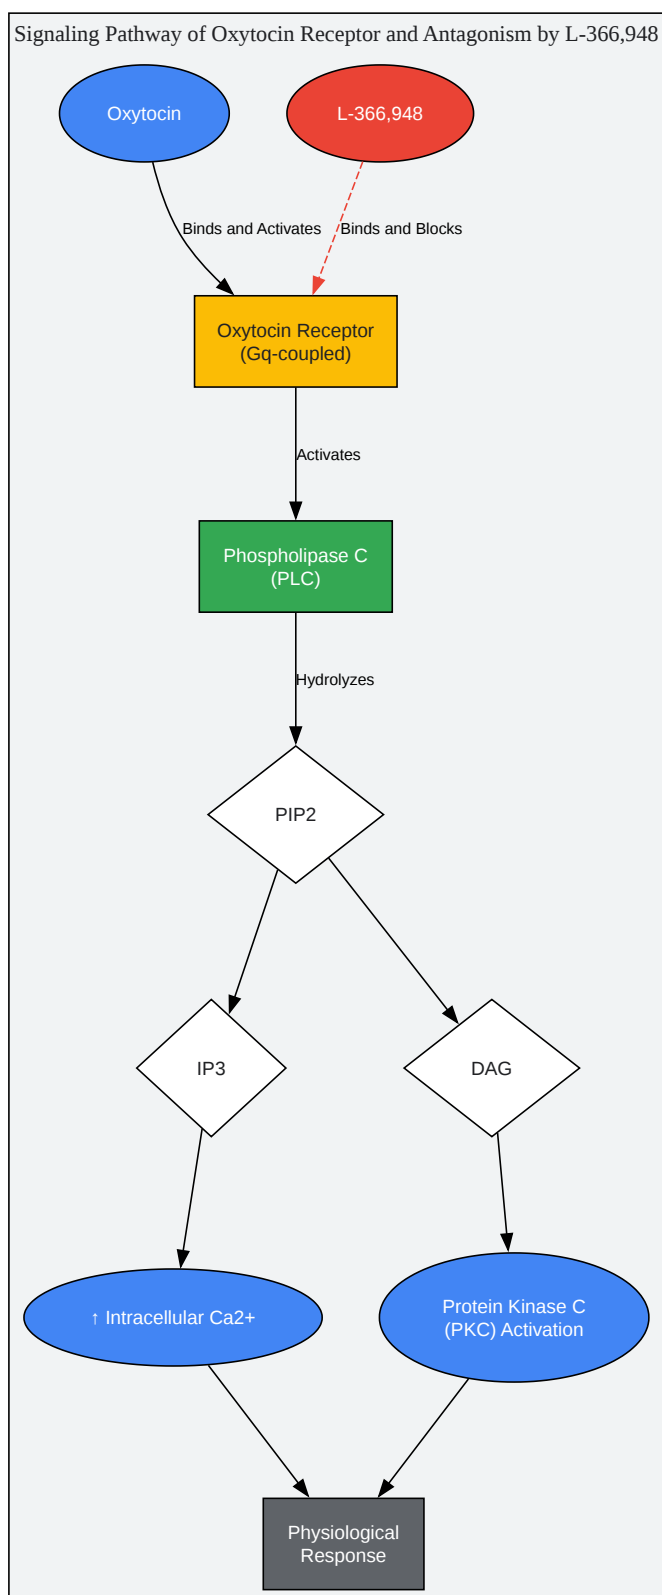 Signaling Pathway of Oxytocin Receptor and Antagonism by L-366,948
Oxytocin
L-366,948
Binds and Activates
Binds and Blocks
Oxytocin Receptor
(Gq-coupled)
Activates
Phospholipase C
(PLC)
Hydrolyzes
PIP2
IP3
DAG
↑ Intracellular Ca2+
Protein Kinase C
(PKC) Activation
Physiological
Response